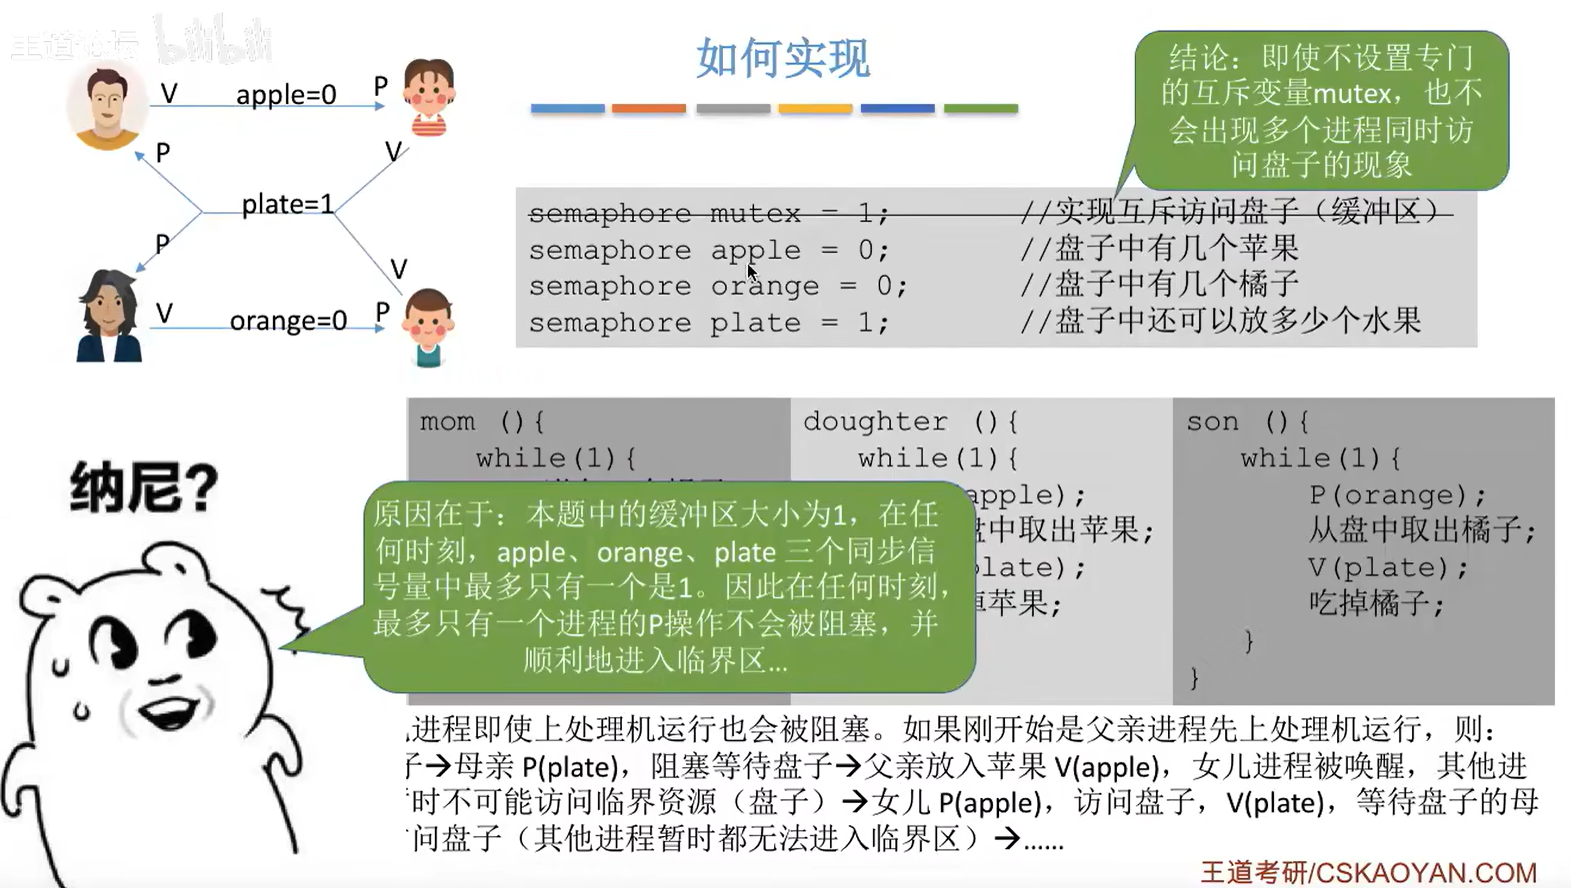 王道论坛 bilibili
如何实现
结论：即使不设置专门
的互斥变量mutex，也不
会出现多个进程同时访
问盘子的现象
V apple=0 P
P V
plate=1
P V
V orange=0 P
semaphore mutex = 1; //实现互斥访问盘子（缓冲区）
semaphore apple = 0; //盘子中有几个苹果
semaphore orange = 0; //盘子中有几个橘子
semaphore plate = 1; //盘子中还可以放多少个水果
mom (){
while(1){
doughter (){
while(1){
apple);
盘中取出苹果;
plate);
苹果;
son (){
while(1){
P(orange);
从盘中取出橘子;
V(plate);
吃掉橘子;
}
}
纳尼?
原因在于：本题中的缓冲区大小为1，在任
何时刻，apple、orange、plate 三个同步信
号量中最多只有一个是1。因此在任何时刻，
最多只有一个进程的P操作不会被阻塞，并
顺利地进入临界区...
进程即使上处理机运行也会被阻塞。如果刚开始是父亲进程先上处理机运行，则：
子→母亲 P(plate)，阻塞等待盘子→父亲放入苹果 V(apple)，女儿进程被唤醒，其他进
时不可能访问临界资源（盘子）→女儿 P(apple)，访问盘子，V(plate)，等待盘子的母
问盘子（其他进程暂时都无法进入临界区）→......
王道考研/CSKAOYAN.COM